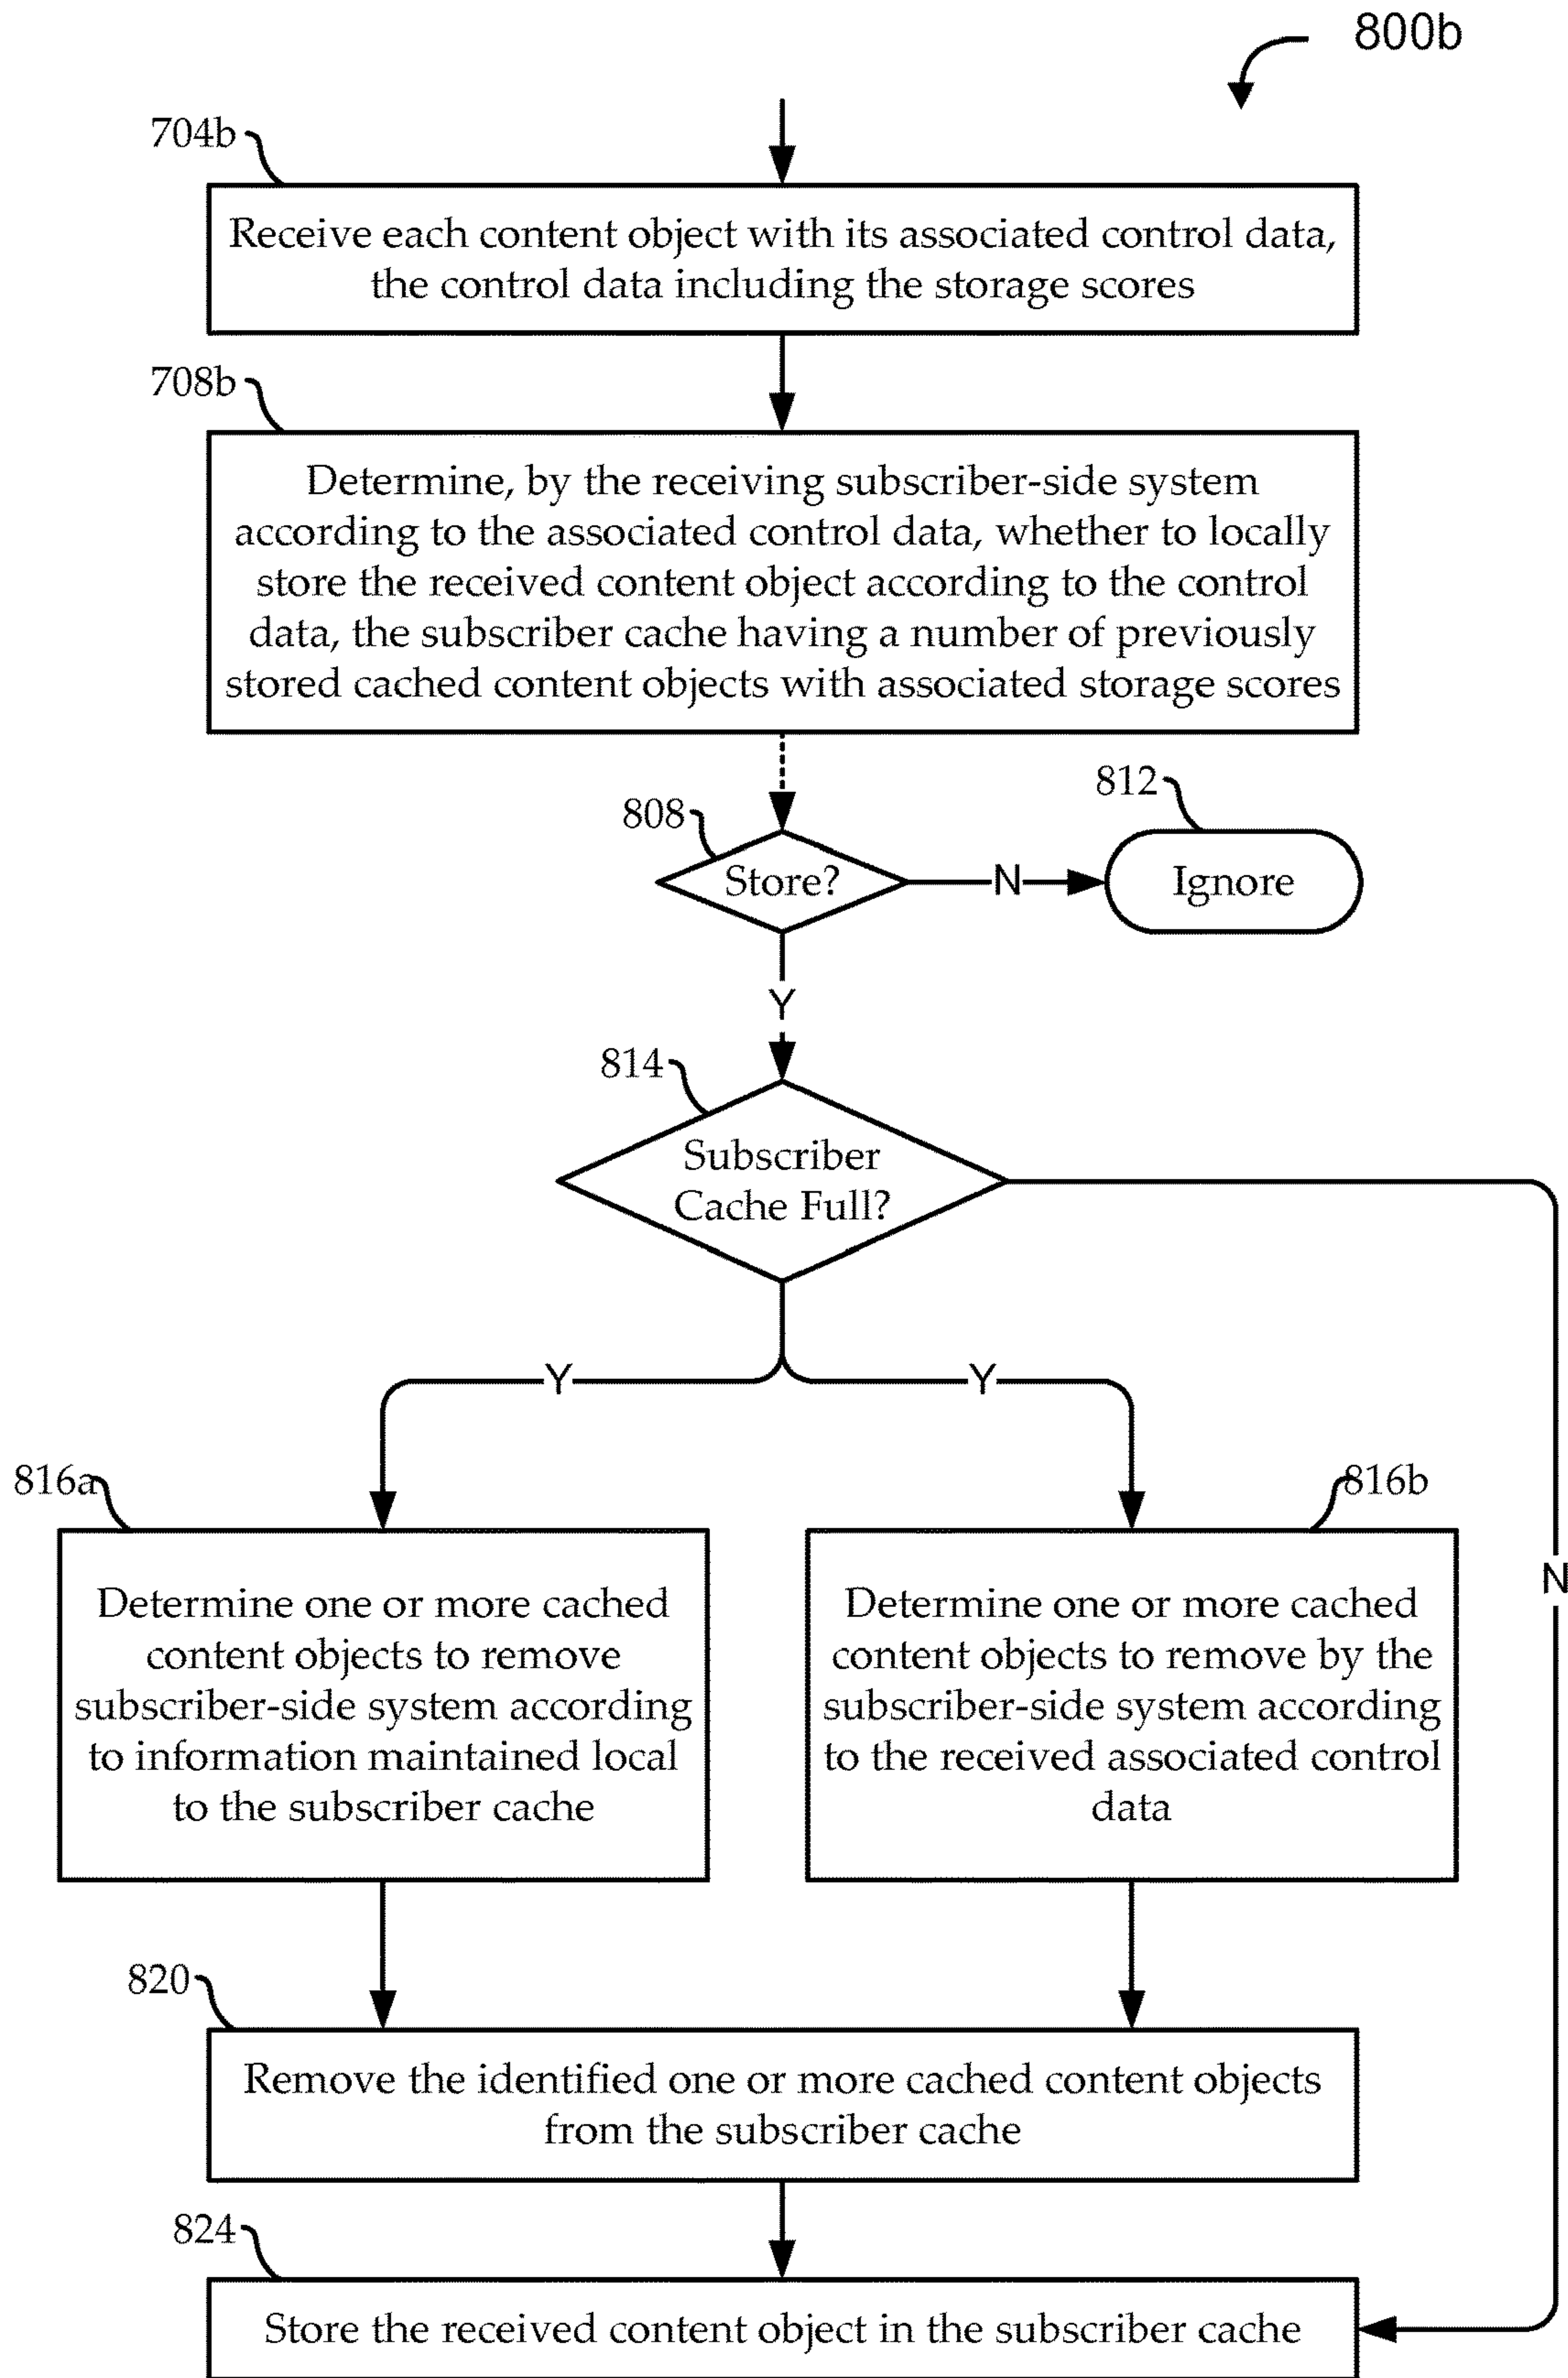 800b
704b
Receive each content object with its associated control data,
the control data including the storage scores
708b
Determine, by the receiving subscriber-side system
according to the associated control data, whether to locally
store the received content object according to the control
data, the subscriber cache having a number of previously
stored cached content objects with associated storage scores
808
812
Store?
N
Ignore
Y
814
Subscriber
Cache Full?
Y
Y
816a
816b
N
Determine one or more cached
content objects to remove
subscriber-side system according
to information maintained local
to the subscriber cache
Determine one or more cached
content objects to remove by the
subscriber-side system according
to the received associated control
data
820
Remove the identified one or more cached content objects
from the subscriber cache
824
Store the received content object in the subscriber cache